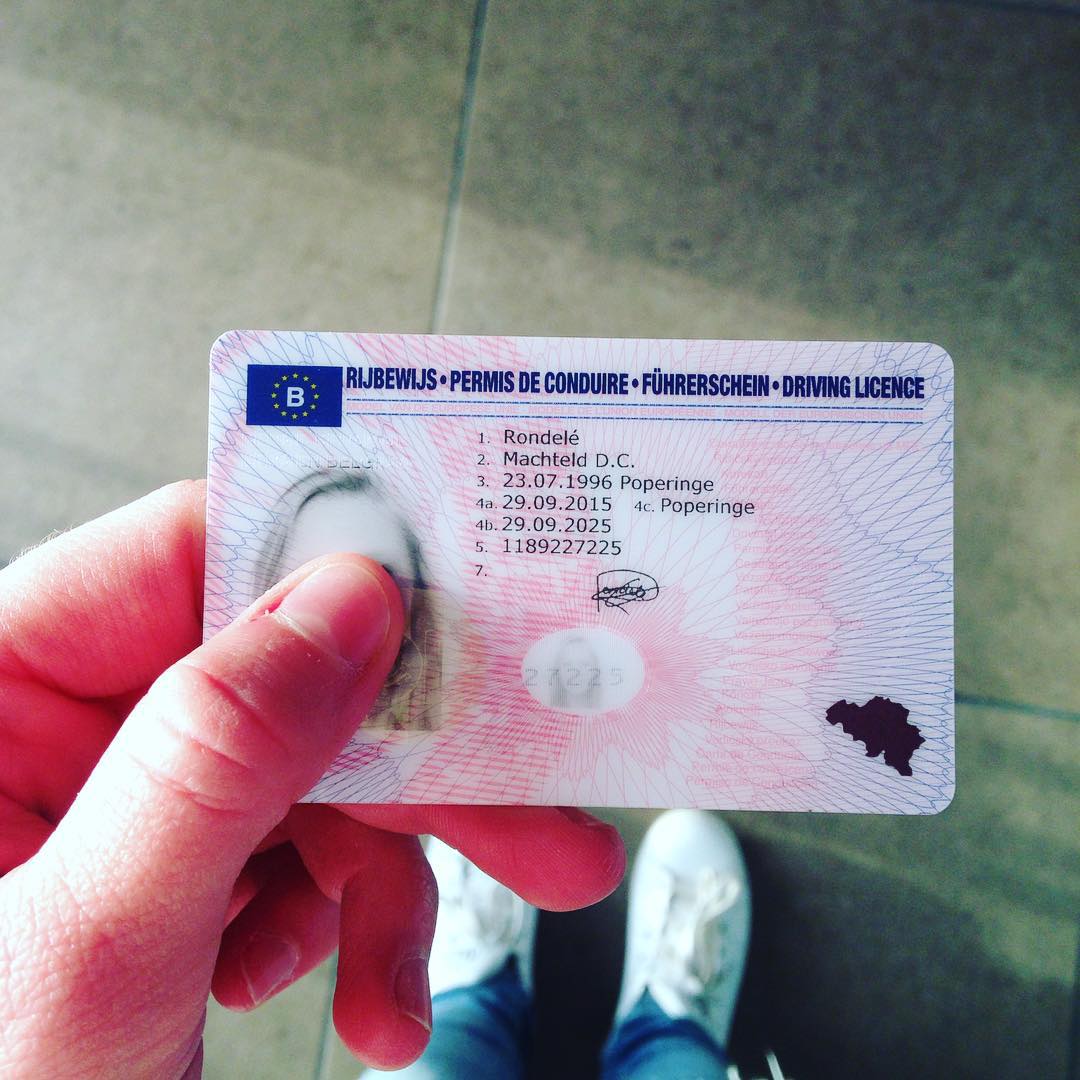 B RIJBEWIJS • PERMIS DE CONDUIRE • FÜHRERSCHEIN • DRIVING LICENCE
1. Rondelé
2. Machteld D.C.
3. 23.07.1996 Poperinge
4a. 29.09.2015 4c. Poperinge
4b. 29.09.2025
5. 1189227225
7.
27225